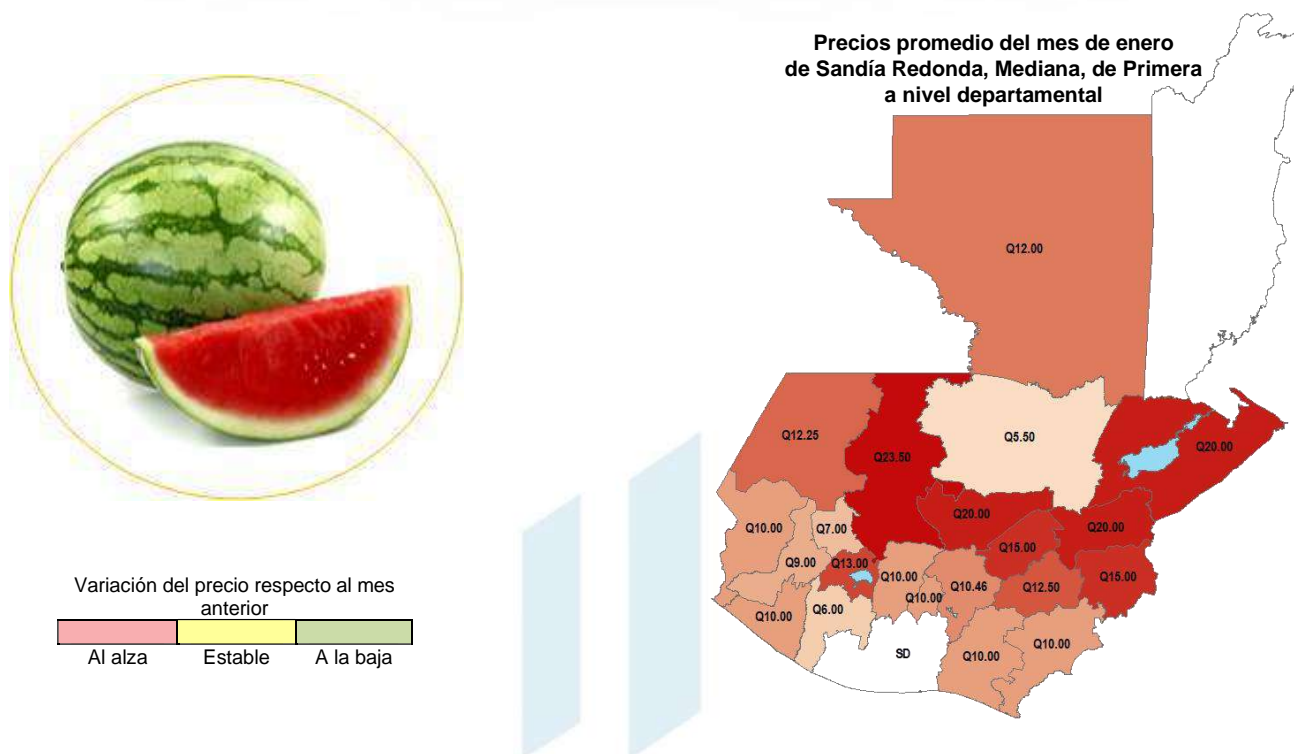 Precios promedio del mes de enero
de Sandía Redonda, Mediana, de Primera
a nivel departamental
Q12.00
Q12.25
Q23.50
Q5.50
Q20.00
Q10.00
Q7.00
Q20.00
Q15.00
Q20.00
Q9.00
Q13.00
Q10.00
Q10.46
Q12.50
Q15.00
Q10.00
Q6.00
Q10.00
SD
Q10.00
Q10.00
Variación del precio respecto al mes
anterior
Al alza
Estable
A la baja